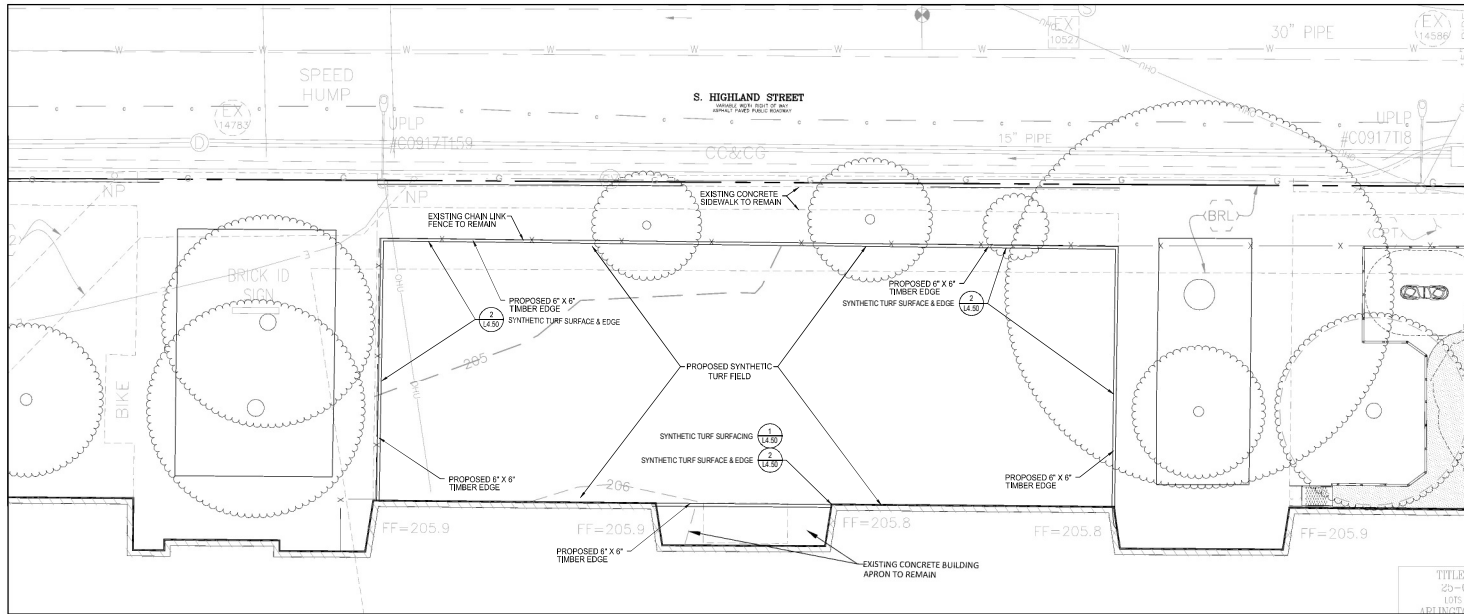 S
EX
10527
30" PIPE
EX
14586
W W W W W W W W W
OHU
SPEED
HUMP
S. HIGHLAND STREET
VARIABLE WIDTH RIGHT OF WAY
ASPHALT PAVED PUBLIC ROADWAY
EX
14783
UPLP
#C0917T159
D
15" PIPE
UPLP
#C0917T18
CC&CG
NP
NP
EXISTING CONCRETE
SIDEWALK TO REMAIN
EXISTING CHAIN LINK
FENCE TO REMAIN
(BRL)
BRICK ID
SIGN
3
OHU
PROPOSED 6" X 6"
TIMBER EDGE
2
L4.50
SYNTHETIC TURF SURFACE & EDGE
PROPOSED 6" X 6"
TIMBER EDGE
SYNTHETIC TURF SURFACE & EDGE
2
L4.50
205
PROPOSED SYNTHETIC
TURF FIELD
BIKE
OHU
SYNTHETIC TURF SURFACING
1
L4.50
SYNTHETIC TURF SURFACE & EDGE
2
L4.50
PROPOSED 6" X 6"
TIMBER EDGE
206
PROPOSED 6" X 6"
TIMBER EDGE
FF=205.9
FF=205.9
FF=205.8
FF=205.8
FF=205.9
PROPOSED 6" X 6"
TIMBER EDGE
EXISTING CONCRETE BUILDING
APRON TO REMAIN
TITLE
LOTS